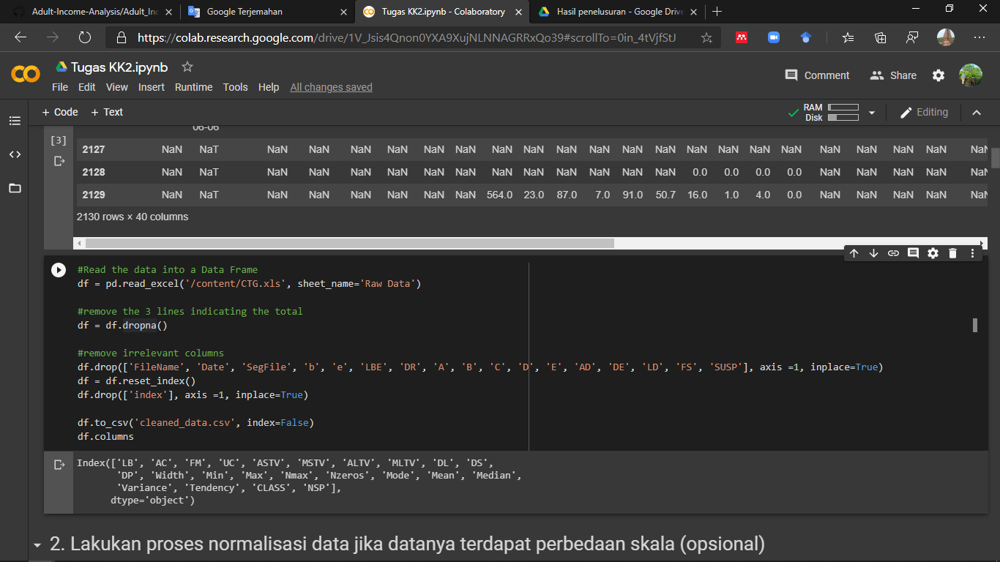 Adult-Income-Analysis/Adult_In
Google Terjemahan
Tugas KK2.ipynb - Colaboratory
Hasil penelusuran - Google Drive
https://colab.research.google.com/drive/1V_Jsis4Qnon0YXA9XujNLNNAGRRxQo39#scrollTo=0in_4tVjfStJ
Tugas KK2.ipynb
Comment
Share
File Edit View Insert Runtime Tools Help All changes saved
+ Code + Text
RAM
Disk
Editing
06-06
[3]
2127 NaN NaT NaN NaN NaN NaN NaN NaN NaN NaN NaN NaN NaN NaN NaN NaN NaN NaN NaN NaN NaN NaN
2128 NaN NaT NaN NaN NaN NaN NaN NaN NaN NaN NaN NaN NaN 0.0 0.0 0.0 0.0 NaN NaN NaN NaN NaN
2129 NaN NaT NaN NaN NaN NaN NaN 564.0 23.0 87.0 7.0 91.0 50.7 16.0 1.0 4.0 0.0 NaN NaN NaN NaN NaN
2130 rows × 40 columns
#Read the data into a Data Frame
df = pd.read_excel('/content/CTG.xls', sheet_name='Raw Data')
#remove the 3 lines indicating the total
df = df.dropna()
#remove irrelevant columns
df.drop(['FileName', 'Date', 'SegFile', 'b', 'e', 'LBE', 'DR', 'A', 'B', 'C', 'D', 'E', 'AD', 'DE', 'LD', 'FS', 'SUSP'], axis =1, inplace=True)
df = df.reset_index()
df.drop(['index'], axis =1, inplace=True)
df.to_csv('cleaned_data.csv', index=False)
df.columns
Index(['LB', 'AC', 'FM', 'UC', 'ASTV', 'MSTV', 'ALTV', 'MLTV', 'DL', 'DS',
'DP', 'Width', 'Min', 'Max', 'Nmax', 'Nzeros', 'Mode', 'Mean', 'Median',
'Variance', 'Tendency', 'CLASS', 'NSP'],
dtype='object')
2. Lakukan proses normalisasi data jika datanya terdapat perbedaan skala (opsional)